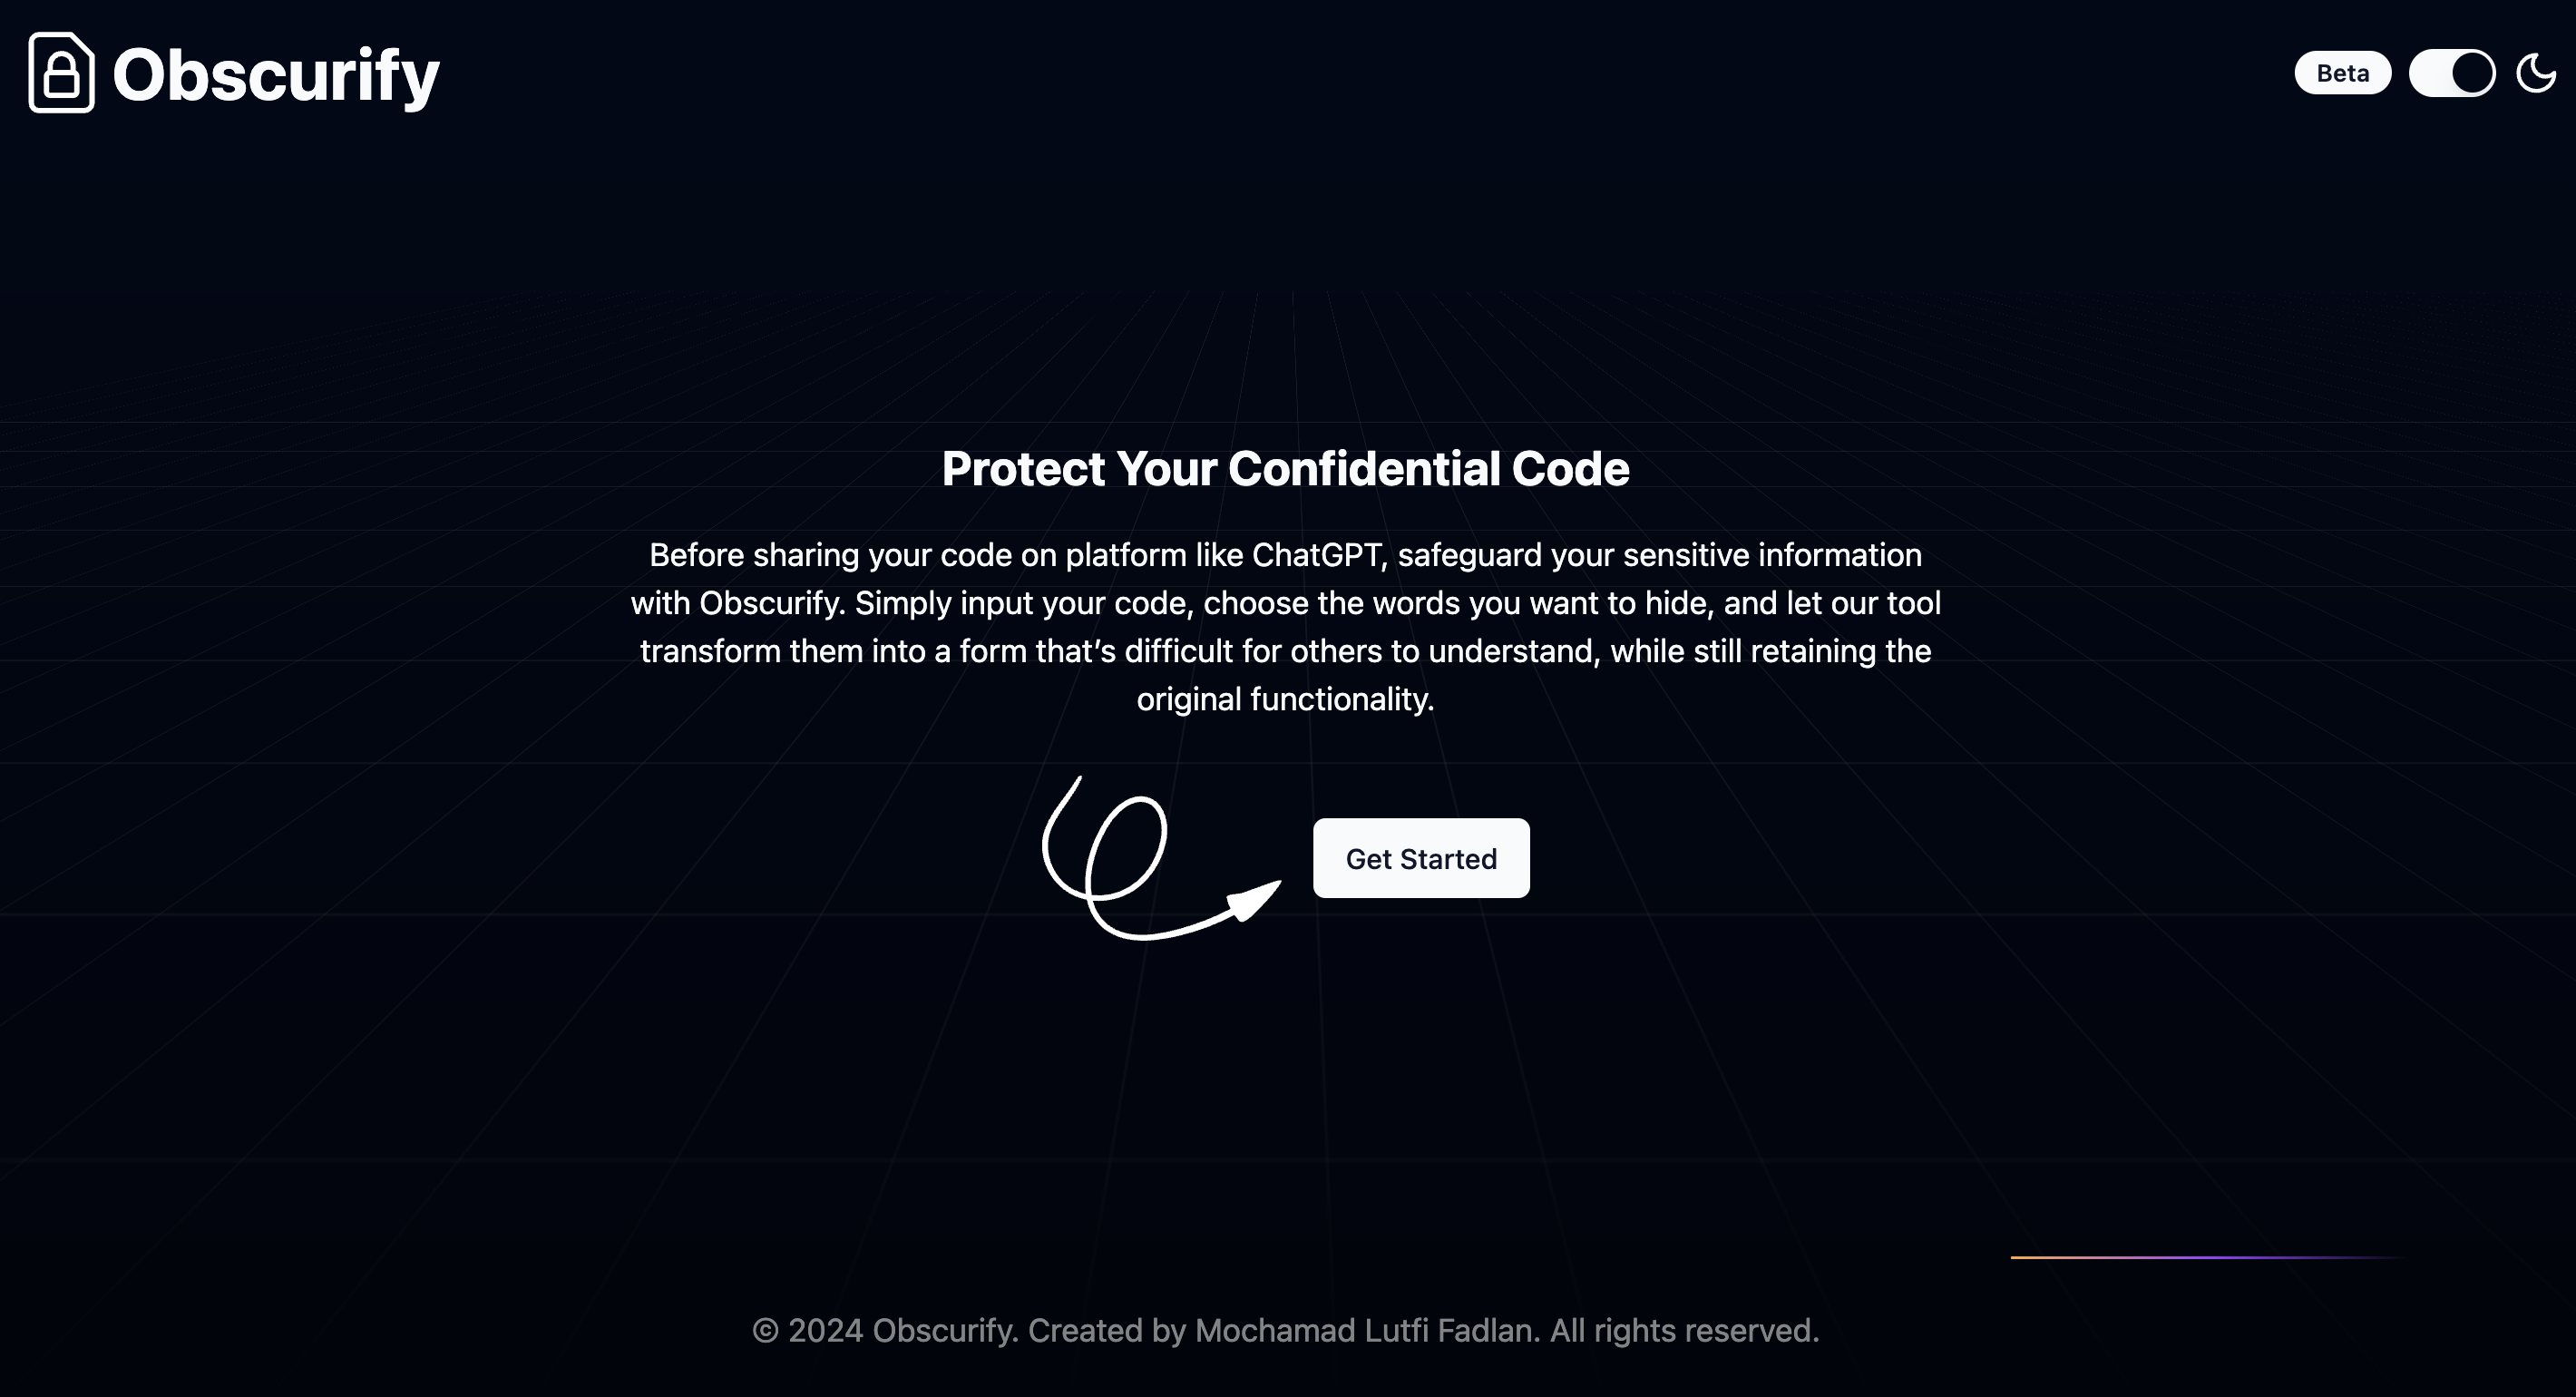 Obscurify
Beta
Protect Your Confidential Code
Before sharing your code on platform like ChatGPT, safeguard your sensitive information
with Obscurify. Simply input your code, choose the words you want to hide, and let our tool
transform them into a form that’s difficult for others to understand, while still retaining the
original functionality.
Get Started
© 2024 Obscurify. Created by Mochamad Lutfi Fadlan. All rights reserved.